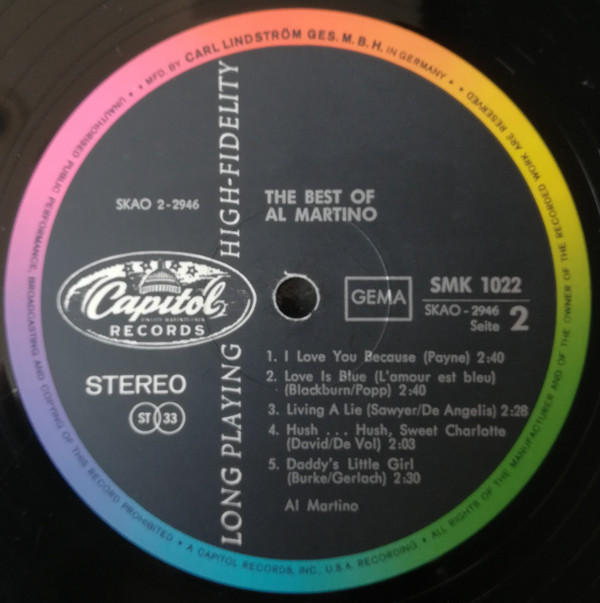 MFD. BY CARL LINDSTRÖM GES. M. B. H. IN GERMANY • • ALL RIGHTS OF THE MANUFACTURER AND OF THE OWNER OF THE RECORDED WORK ARE RESERVED
• A CAPITOL RECORDS, INC., U.S.A. RECORDING •
UNAUTHORISED PUBLIC PERFORMANCE, BROADCASTING AND COPYING OF THIS RECORD PROHIBITED
LONG PLAYING HIGH-FIDELITY
SKAO 2-2946
THE BEST OF
AL MARTINO
Capitol
RECORDS
STEREO
ST 33
GEMA
SMK 1022
SKAO - 2946
Seite 2
1. I Love You Because (Payne) 2:40
2. Love Is Blue (L'amour est bleu)
(Blackburn/Popp) 2:40
3. Living A Lie (Sawyer/De Angelis) 2:28
4. Hush . . . Hush, Sweet Charlotte
(David/De Vol) 2:03
5. Daddy's Little Girl
(Burke/Gerlach) 2:30
Al Martino